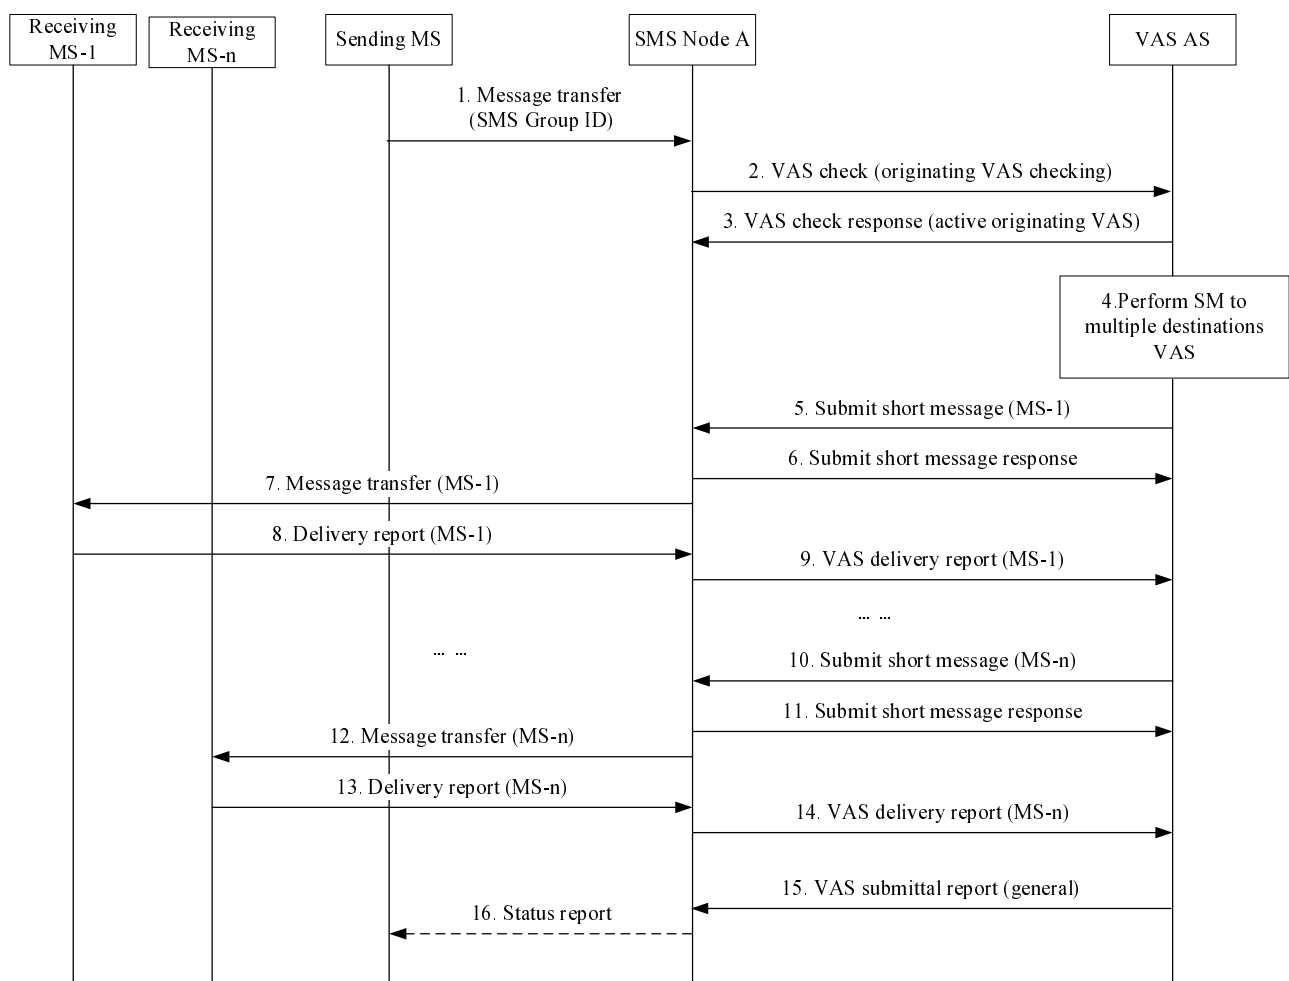 Receiving
MS-1
Receiving
MS-n
Sending MS
SMS Node A
VAS AS
1. Message transfer
(SMS Group ID)
2. VAS check (originating VAS checking)
3. VAS check response (active originating VAS)
4.Perform SM to
multiple destinations
VAS
5. Submit short message (MS-1)
6. Submit short message response
7. Message transfer (MS-1)
8. Delivery report (MS-1)
9. VAS delivery report (MS-1)
... ...
... ...
10. Submit short message (MS-n)
11. Submit short message response
12. Message transfer (MS-n)
13. Delivery report (MS-n)
14. VAS delivery report (MS-n)
15. VAS submittal report (general)
16. Status report